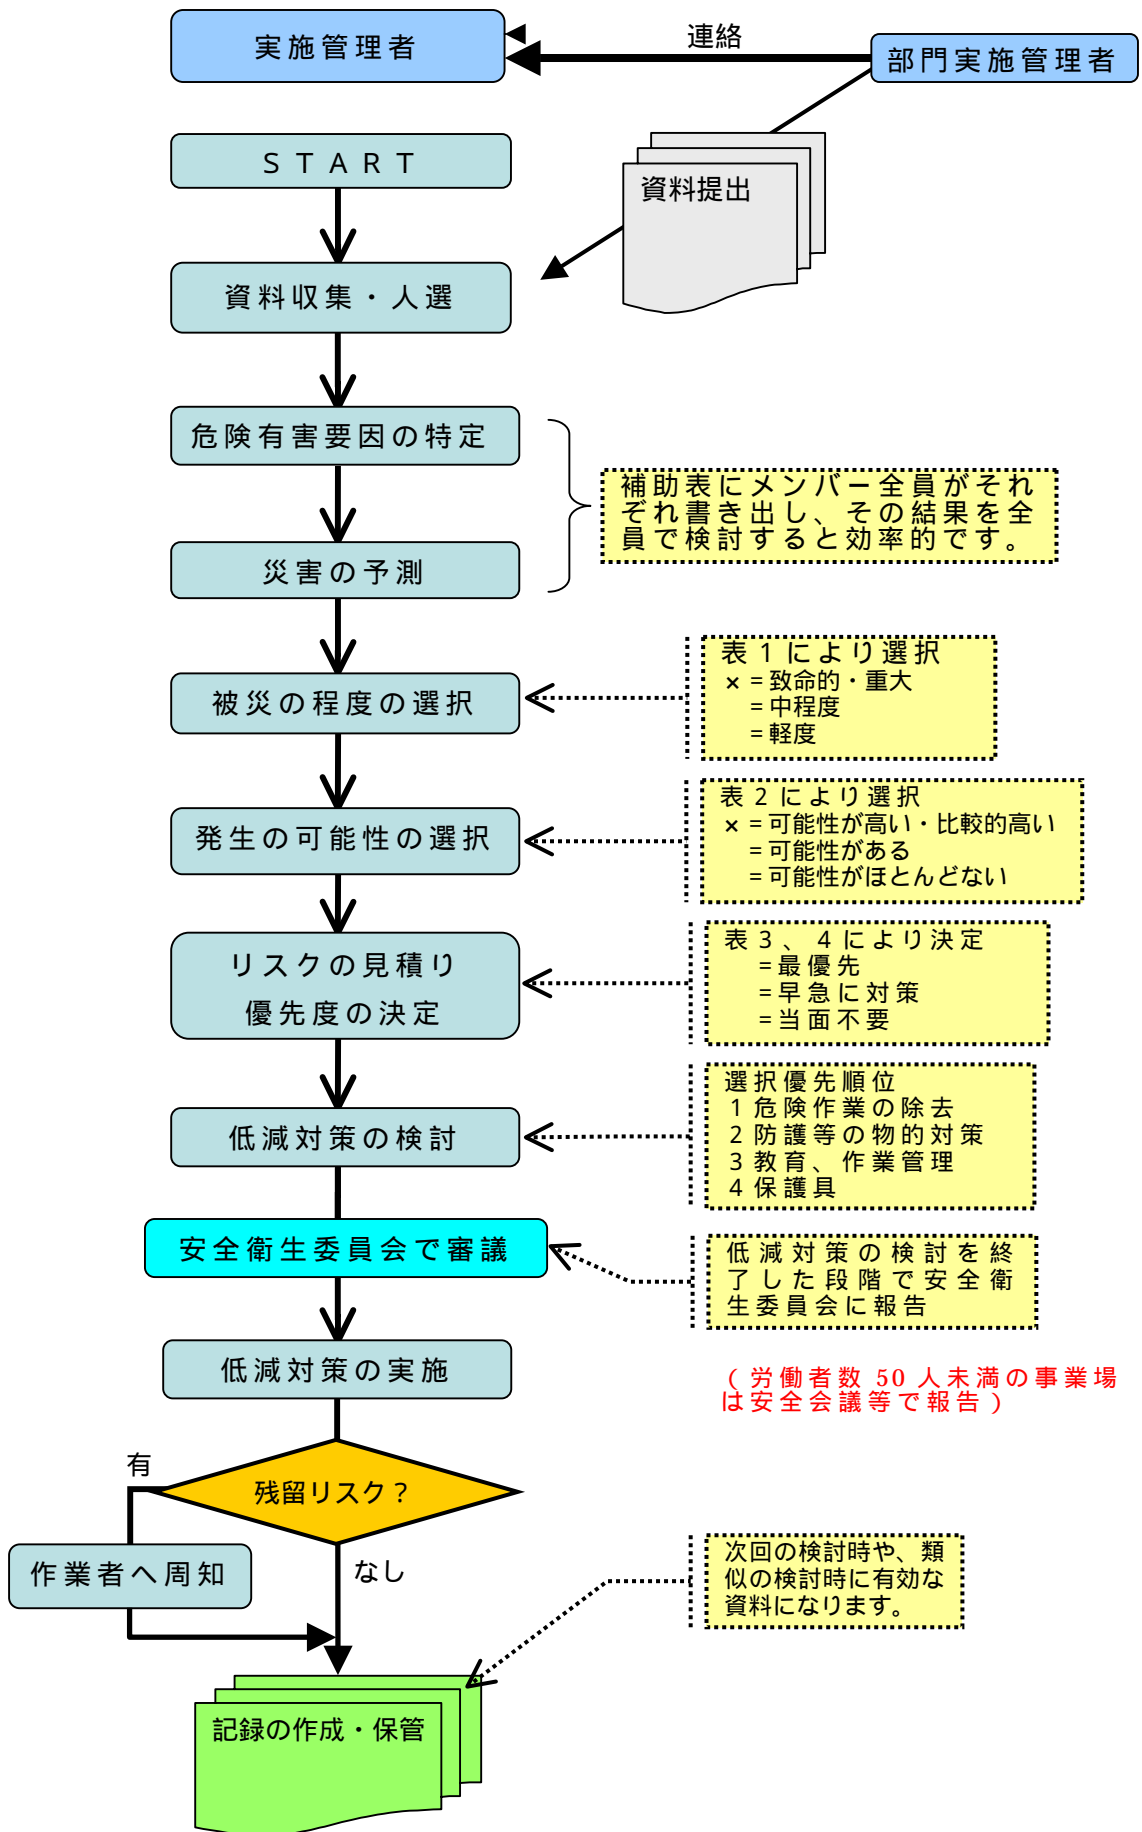 実施管理者
連絡
部門実施管理者
START
資料提出
資料収集・人選
危険有害要因の特定
補助表にメンバー全員がそれ
ぞれ書き出し、その結果を全
員で検討すると効率的です。
災害の予測
被災の程度の選択
表1により選択
×=致命的・重大
=中程度
=軽度
発生の可能性の選択
表2により選択
×=可能性が高い・比較的高い
=可能性がある
=可能性がほとんどない
リスクの見積り
優先度の決定
表3、4により決定
=最優先
=早急に対策
=当面不要
低減対策の検討
選択優先順位
1危険作業の除去
2防護等の物的対策
3教育、作業管理
4保護具
安全衛生委員会で審議
低減対策の検討を終
了した段階で安全衛
生委員会に報告
低減対策の実施
(労働者数50人未満の事業場
は安全会議等で報告)
残留リスク?
有
なし
作業者へ周知
次回の検討時や、類
似の検討時に有効な
資料になります。
記録の作成・保管